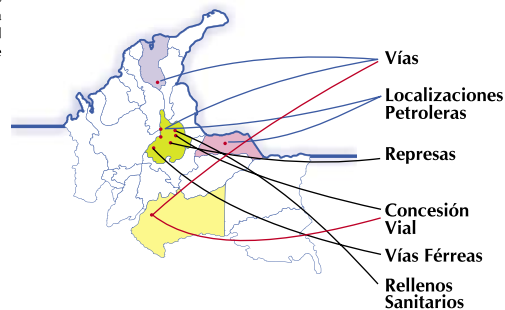 Vías
Localizaciones
Petroleras
Represas
Concesión
Vial
Vías Férreas
Rellenos
Sanitarios